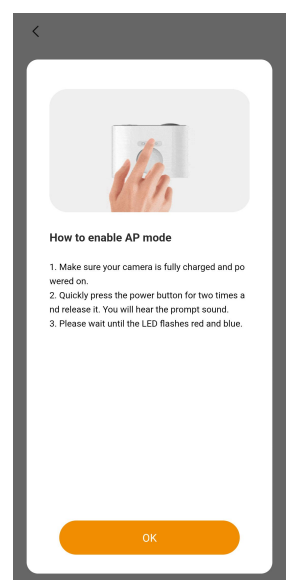 How to enable AP mode
1. Make sure your camera is fully charged and po
wered on.
2. Quickly press the power button for two times a
nd release it. You will hear the prompt sound.
3. Please wait until the LED flashes red and blue.
OK